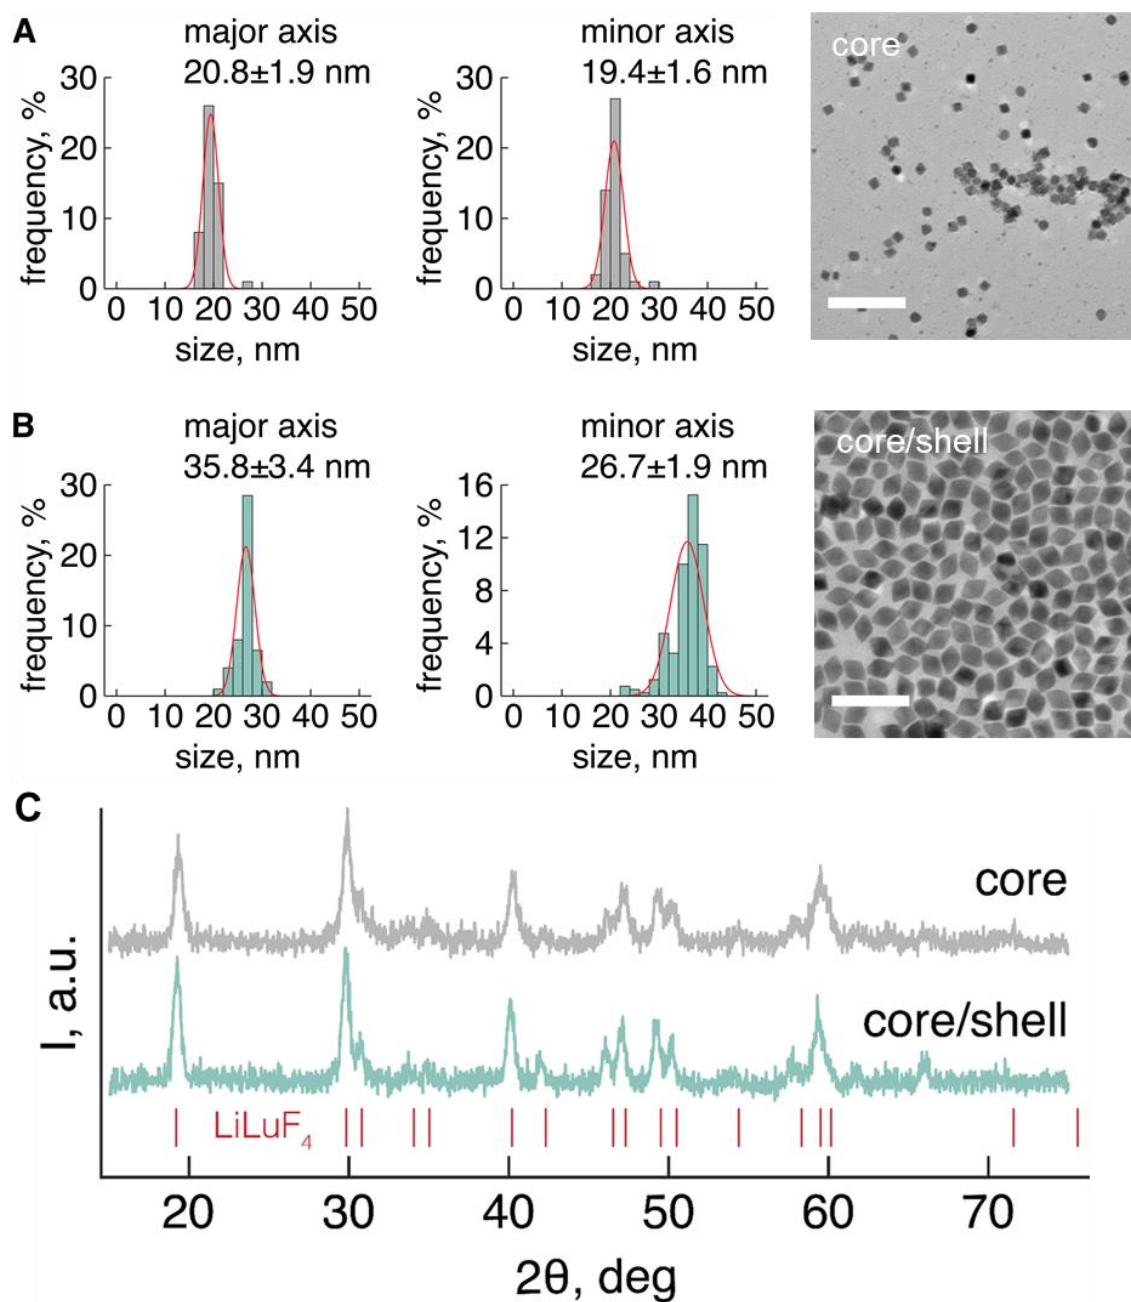 A
major axis
20.8±1.9 nm
frequency, %
30
20
10
0
0 10 20 30 40 50
size, nm
minor axis
19.4±1.6 nm
frequency, %
30
20
10
0
0 10 20 30 40 50
size, nm
core
B
major axis
35.8±3.4 nm
frequency, %
30
20
10
0
0 10 20 30 40 50
size, nm
minor axis
26.7±1.9 nm
frequency, %
16
12
8
4
0
0 10 20 30 40 50
size, nm
core/shell
C
I, a.u.
core
core/shell
LiLuF₄
20 30 40 50 60 70
2θ, deg